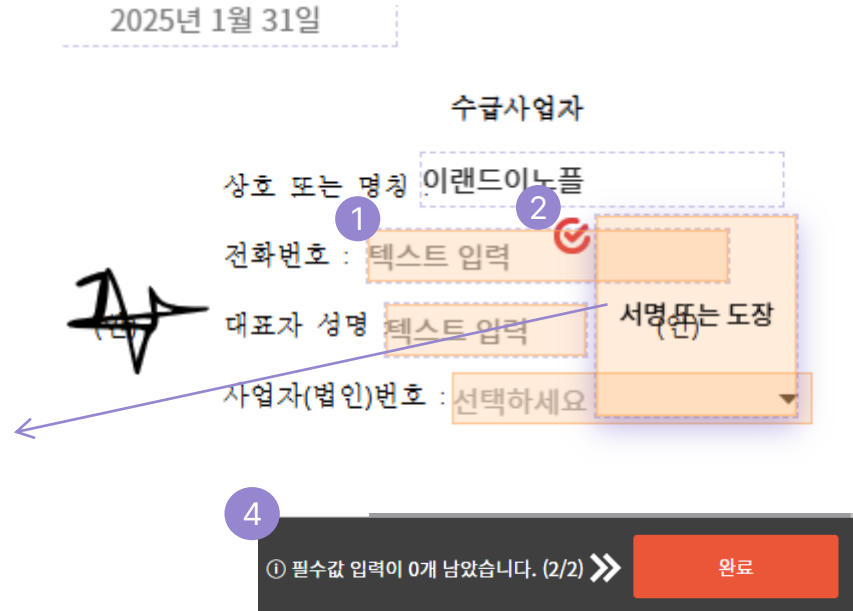 2025년 1월 31일
수급사업자
상호 또는 명칭 : 이랜드이노플
1
2
전화번호 : 텍스트 입력
(인)
대표자 성명 : 텍스트 입력
서명 또는 도장
(인)
사업자(법인)번호 : 선택하세요
4
필수값 입력이 0개 남았습니다. (2/2)
완료